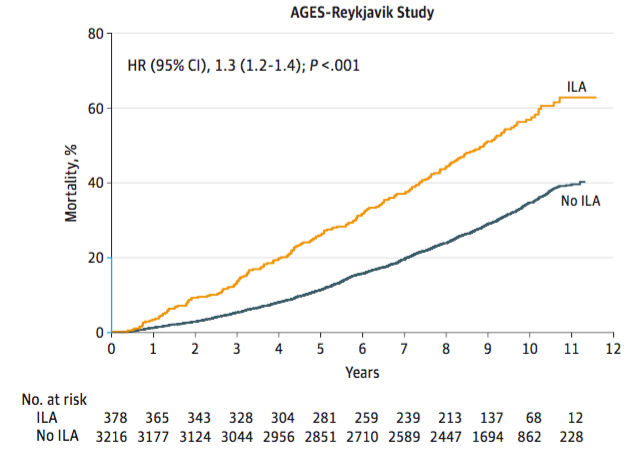 AGES-Reykjavik Study
80
HR (95% CI), 1.3 (1.2-1.4); P <.001
ILA
60
Mortality, %
40
No ILA
20
0
0 1 2 3 4 5 6 7 8 9 10 11 12
Years
No. at risk
ILA 378 365 343 328 304 281 259 239 213 137 68 12
No ILA 3216 3177 3124 3044 2956 2851 2710 2589 2447 1694 862 228